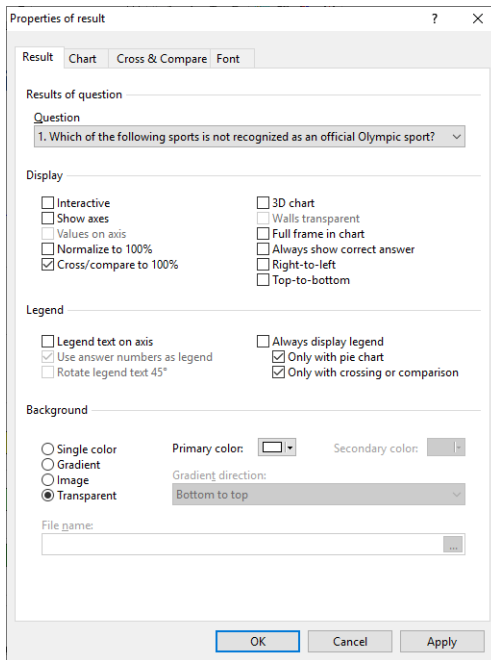 Properties of result ?
Result Chart Cross & Compare Font
Results of question
Question
1. Which of the following sports is not recognized as an official Olympic sport?
Display
Interactive 3D chart
Show axes Walls transparent
Values on axis Full frame in chart
Normalize to 100% Always show correct answer
Cross/compare to 100% Right-to-left
Top-to-bottom
Legend
Legend text on axis Always display legend
Use answer numbers as legend Only with pie chart
Rotate legend text 45° Only with crossing or comparison
Background
Single color Primary color: Secondary color:
Gradient
Image Gradient direction:
Transparent Bottom to top
File name:
...
OK Cancel Apply